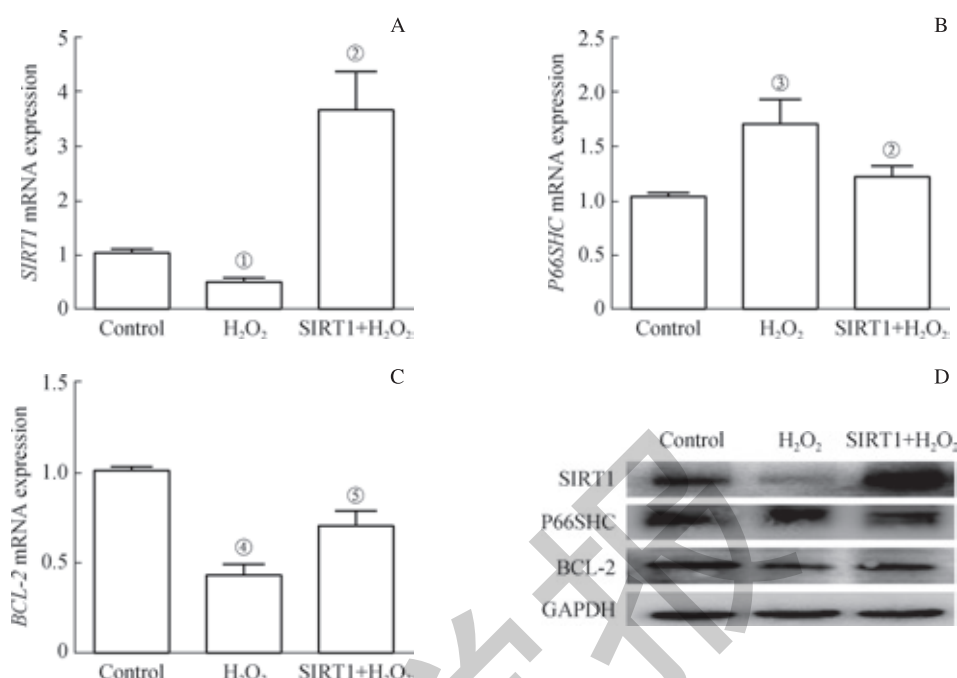 A
SIRT1 mRNA expression
5
4
3
2
1
0
②
①
Control
H₂O₂
SIRT1+H₂O₂
B
P66SHC mRNA expression
2.5
2.0
1.5
1.0
0.5
0
③
②
Control
H₂O₂
SIRT1+H₂O₂
C
BCL-2 mRNA expression
1.5
1.0
0.5
0
④
⑤
Control
H₂O₂
SIRT1+H₂O₂
D
Control H₂O₂ SIRT1+H₂O₂
SIRT1
P66SHC
BCL-2
GAPDH
报